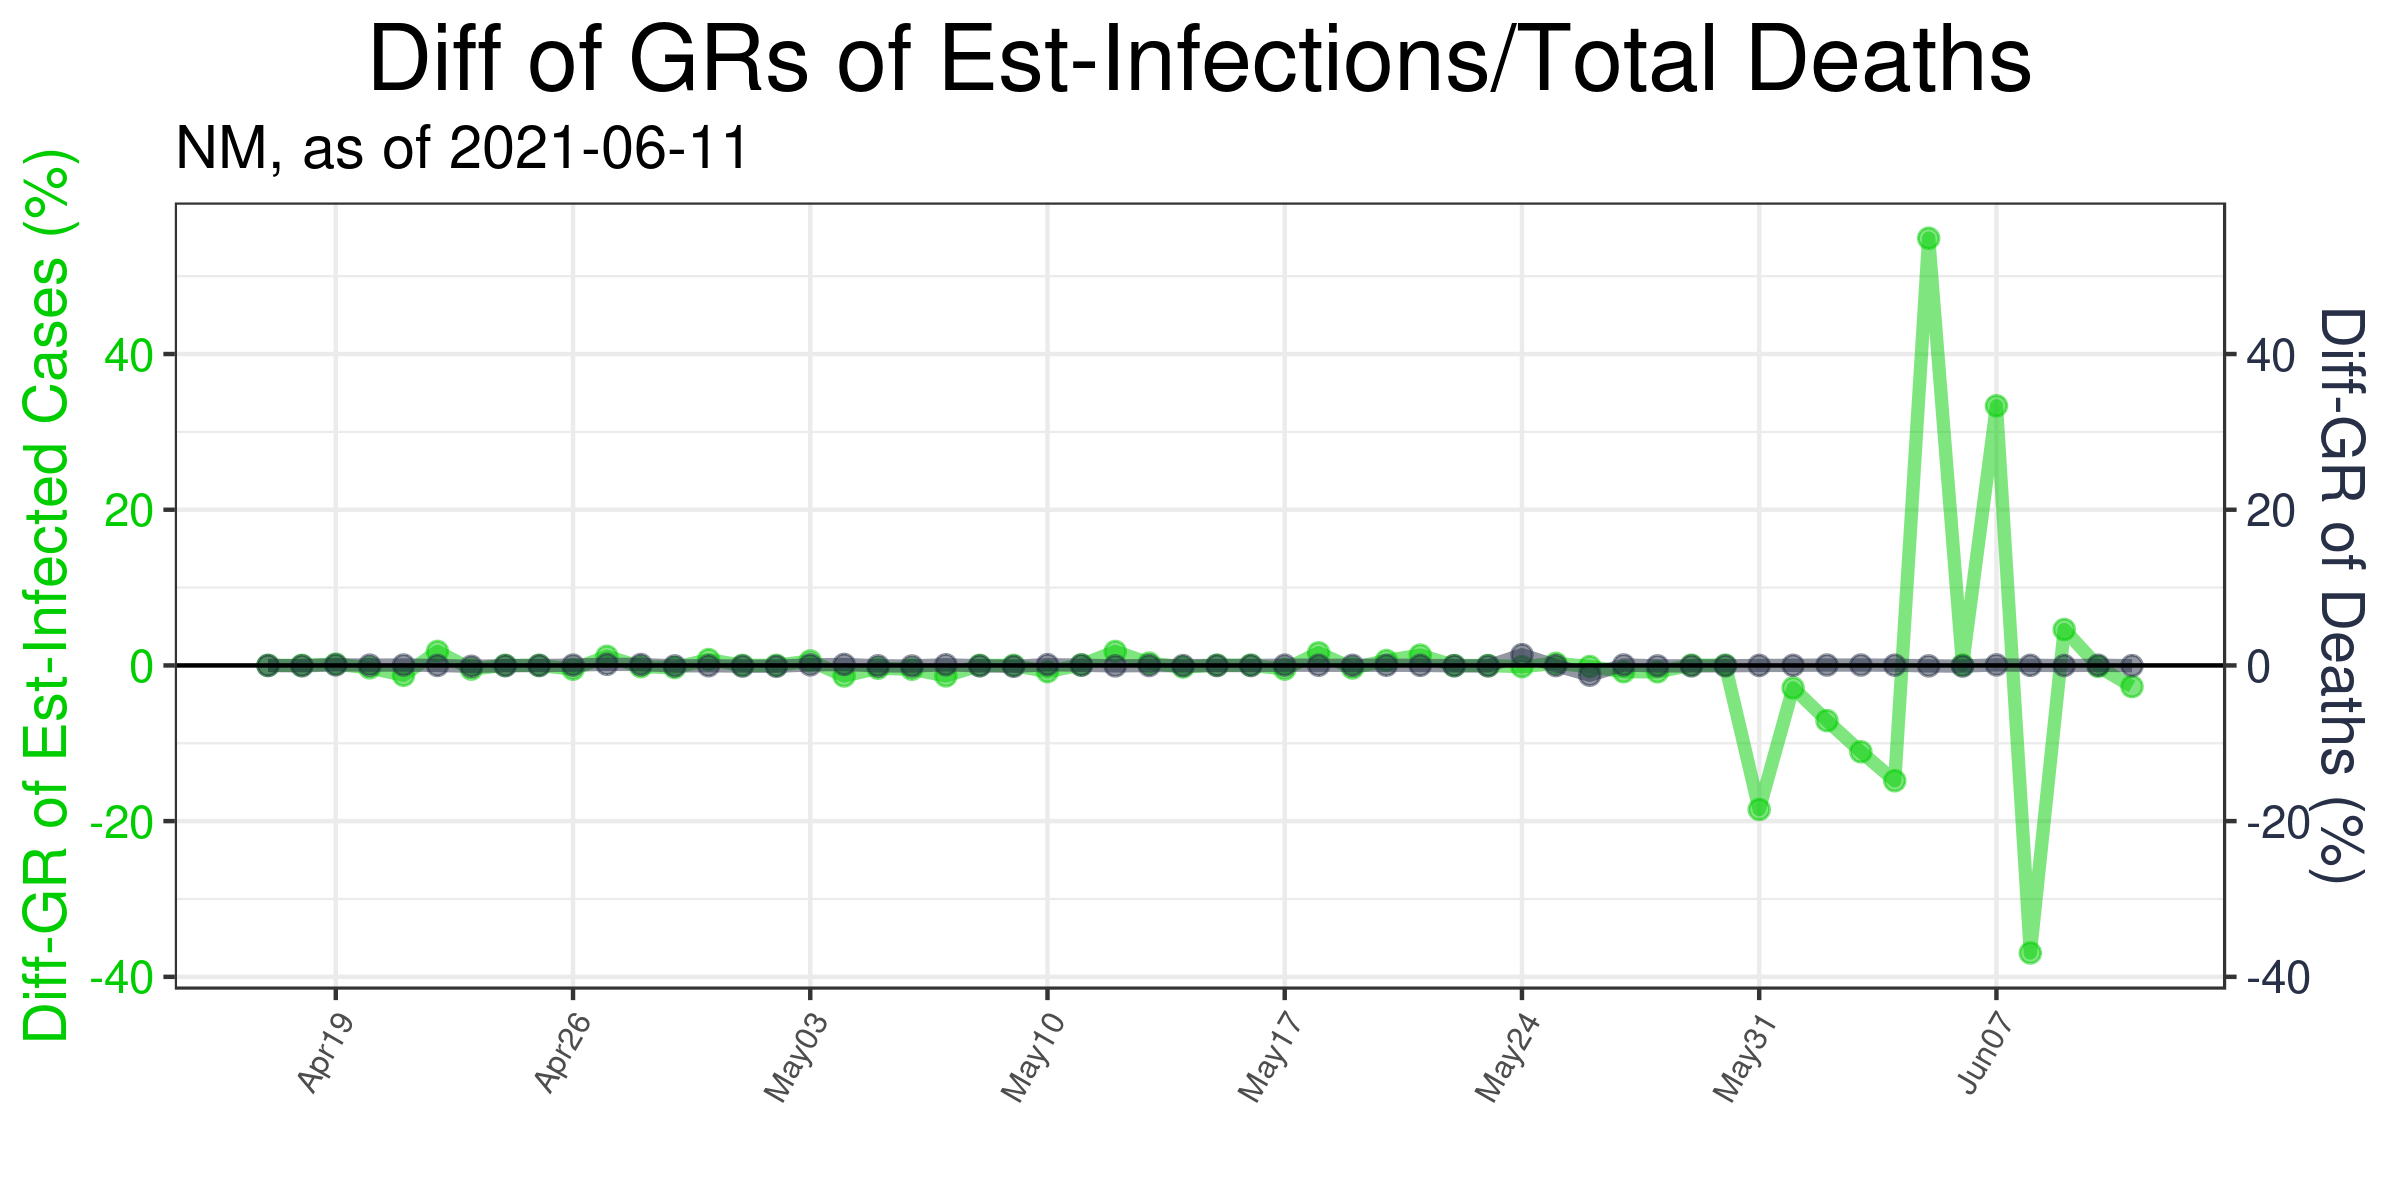 Diff of GRs of Est-Infections/Total Deaths
NM, as of 2021-06-11
Diff-GR of Est-Infected Cases (%)
40
20
0
-20
-40
40
20
0
-20
-40
Diff-GR of Deaths (%)
Apr19
Apr26
May03
May10
May17
May24
May31
Jun07